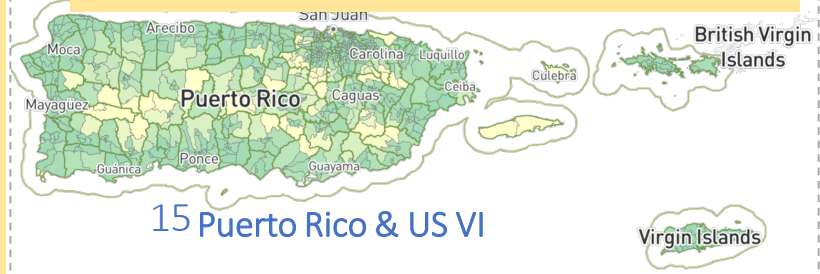 San Juan
Arecibo
British Virgin
Islands
Moca
Carolina
Luquillo
Culebra
Ceiba
Puerto Rico
Caguas
Mayagüez
Ponce
Guánica
Guayama
15 Puerto Rico & US VI
Virgin Islands